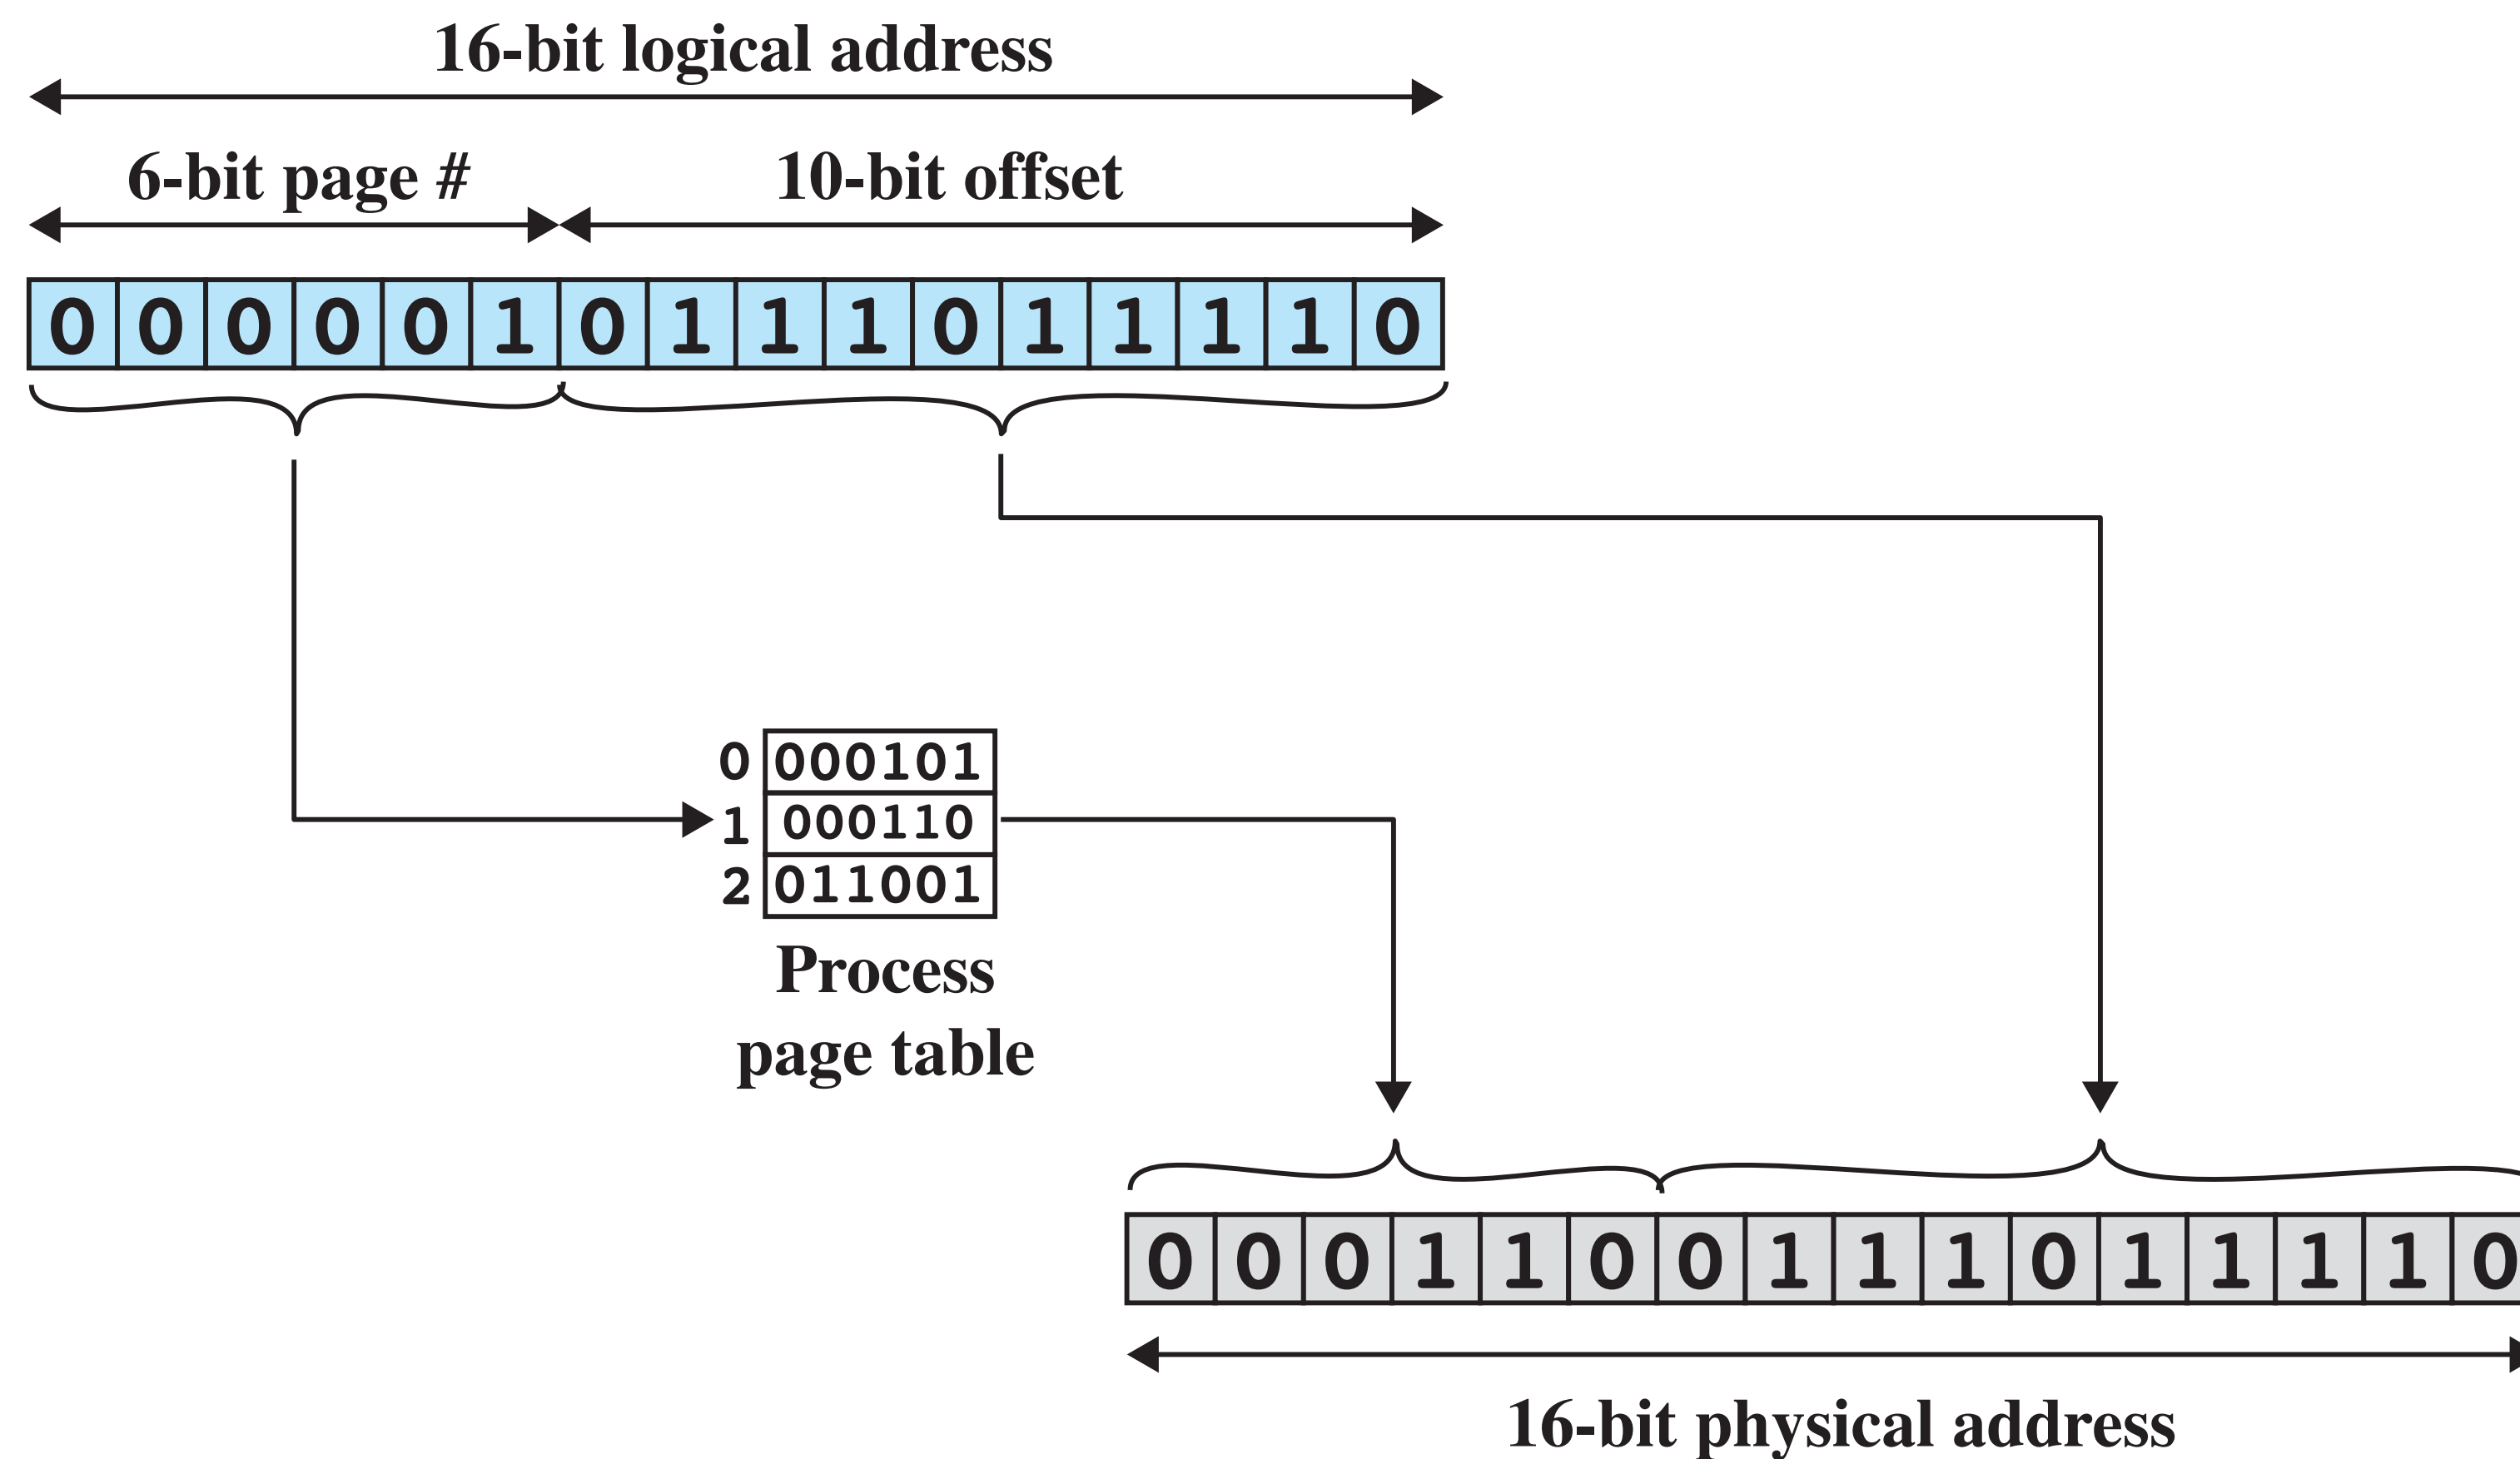 16-bit logical address
6-bit page # 10-bit offset
0 0 0 0 0 1 0 1 1 1 0 1 1 1 1 0
0 000101
1 000110
2 011001
Process
page table
0 0 0 1 1 0 0 1 1 1 0 1 1 1 1 0
16-bit physical address